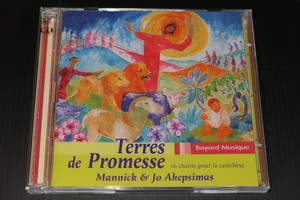 Terres
de Promesse
Bayard Musique
16 chants pour la catéchèse
Mannick & Jo Akepsimas